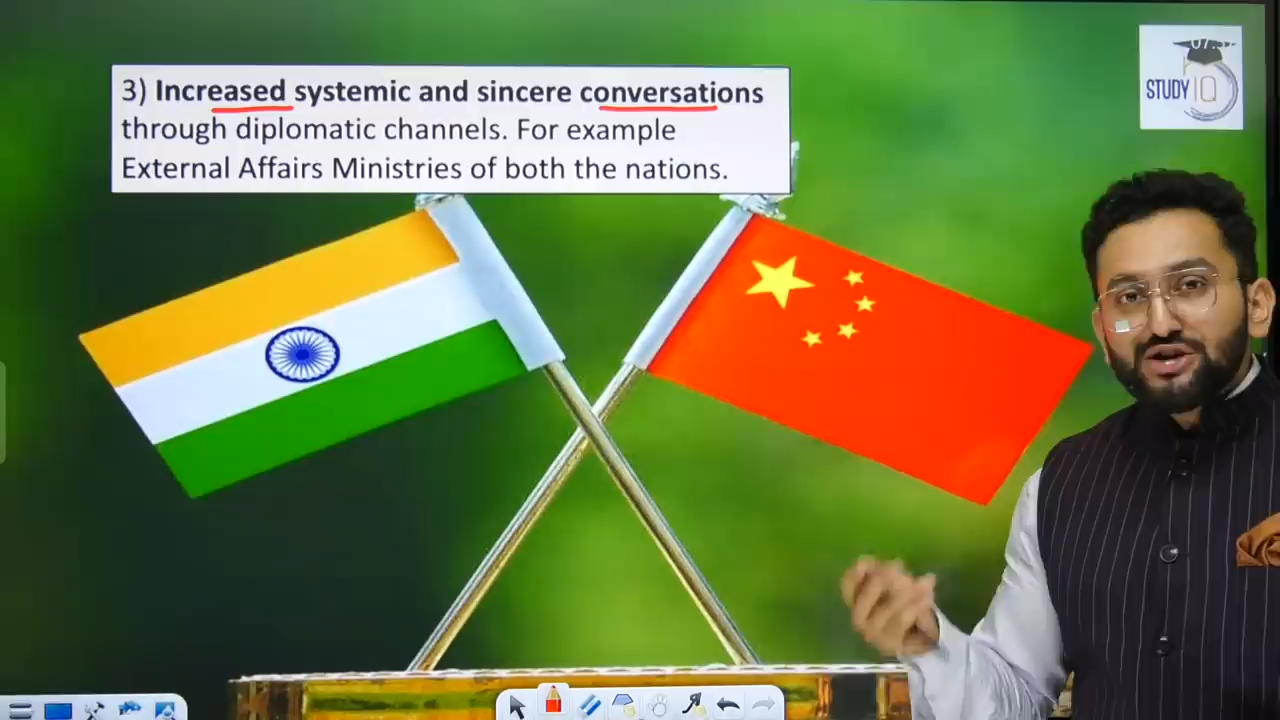 3) Increased systemic and sincere conversations
through diplomatic channels. For example
External Affairs Ministries of both the nations.
STUDY IQ